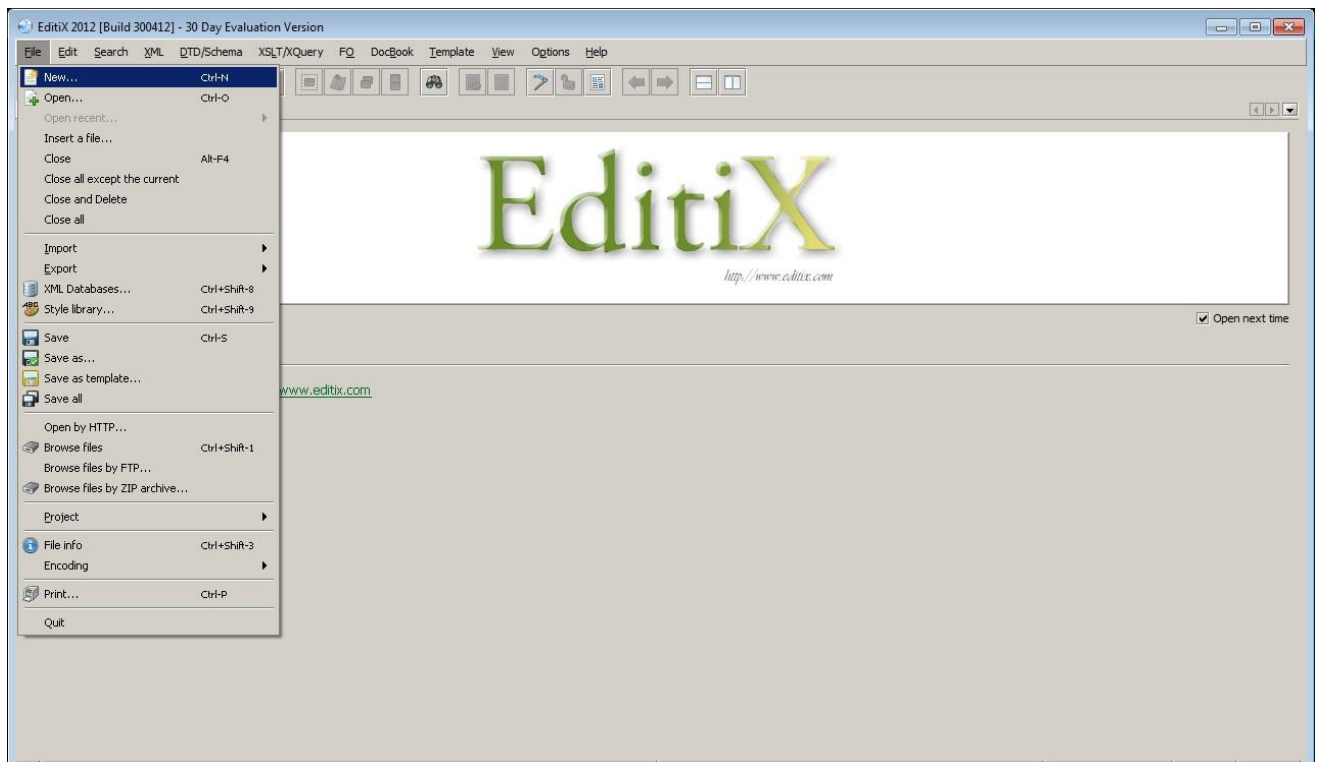 EditiX 2012 [Build 300412] - 30 Day Evaluation Version
File Edit Search XML DTD/Schema XSLT/XQuery FO DocBook Template View Options Help
New... Ctrl-N
Open... Ctrl-O
Open recent...
Insert a file...
Close Alt-F4
Close all except the current
Close and Delete
Close all
Import
Export
XML Databases... Ctrl+Shift-8
Style library... Ctrl+Shift-9
Save Ctrl-S
Save as...
Save as template...
Save all
Open by HTTP...
Browse files Ctrl+Shift-1
Browse files by FTP...
Browse files by ZIP archive...
Project
File info Ctrl+Shift-3
Encoding
Print... Ctrl-P
Quit
EditiX
http://www.editix.com
Open next time
www.editix.com